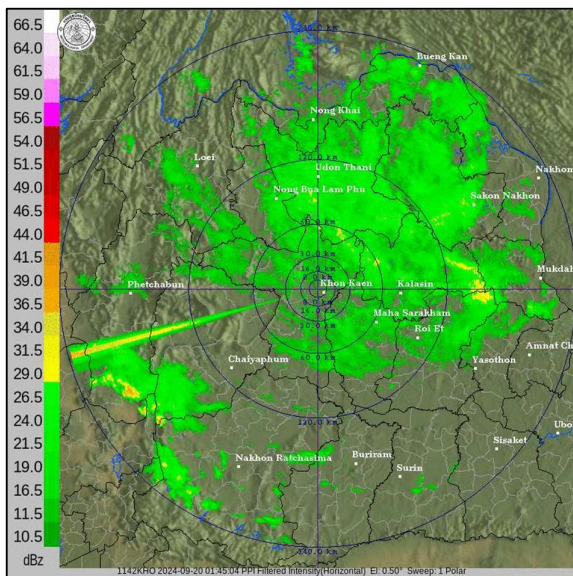 66.5
64.0
61.5
59.0
56.5
54.0
51.5
49.0
46.5
44.0
41.5
39.0
36.5
34.0
31.5
29.0
26.5
24.0
21.5
19.0
16.5
11.5
10.5
dBz
Bueng Kan
Nong Khai
Loei
Udon Thani
Nakhon
Nong Bua Lam Phu
Sakon Nakhon
Mukdah
Phetchabun
Khon Kaen
Kalasin
Maha Sarakham
Roi Et
Amnat Ch
Chaiyaphum
Yasothon
Ubo
Sisaket
Nakhon Ratchasima
Buriram
Surin
1142KHO 2024-09-20 01:45:04 PPI Filtered Intensity(Horizontal) El: 0.50° Sweep: 1 Polar